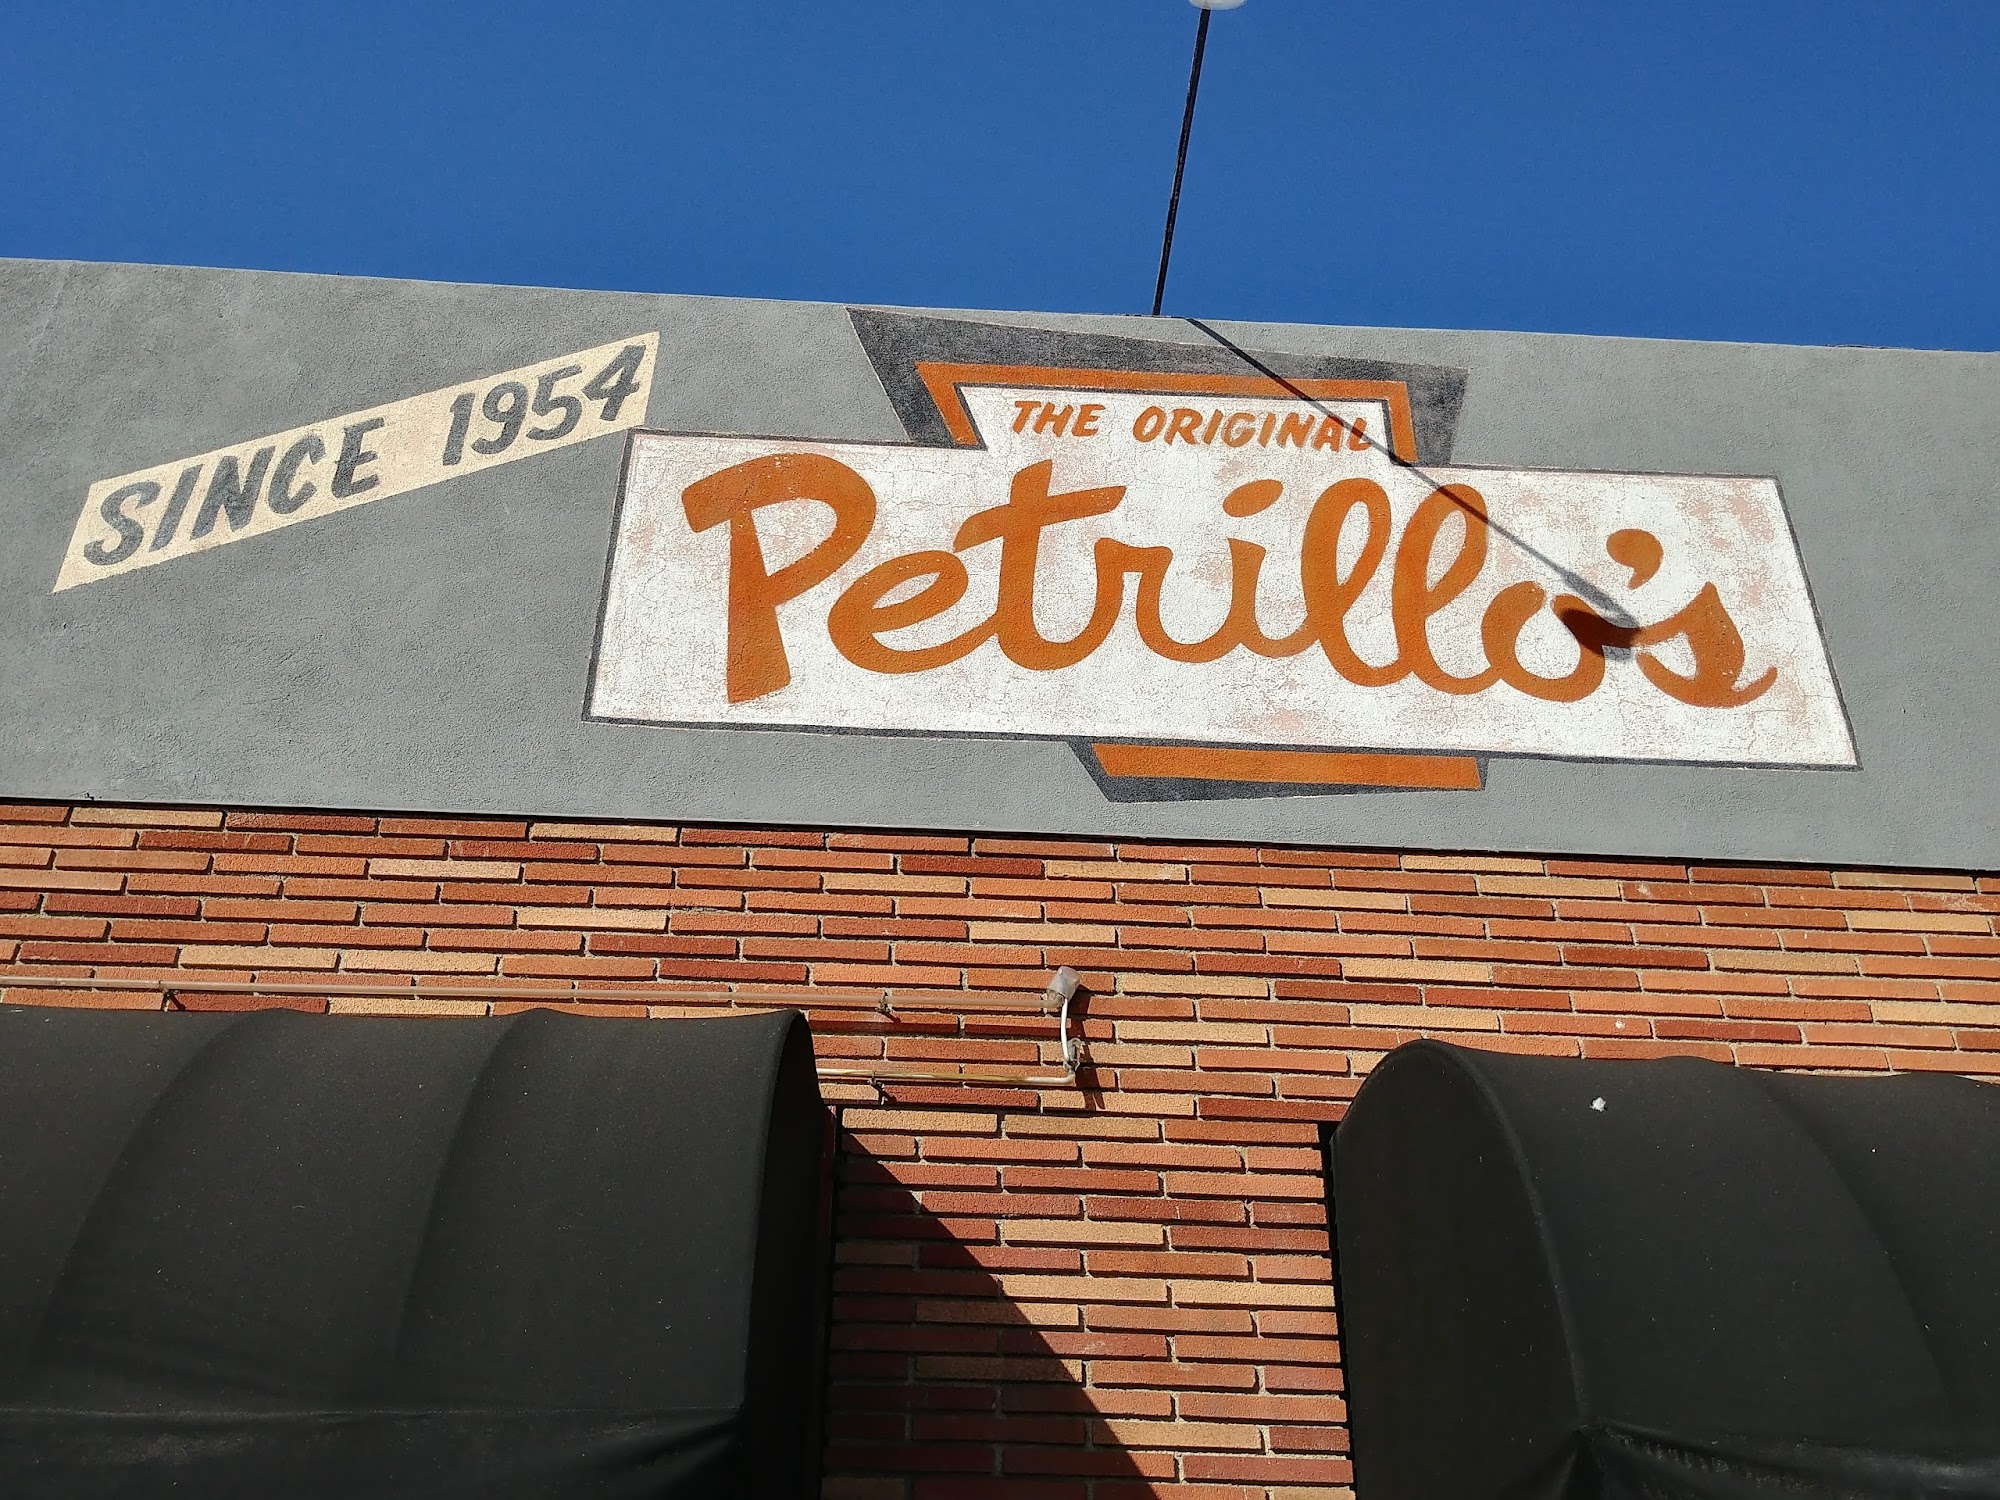 SINCE 1954
THE ORIGINAL
Petrillo's